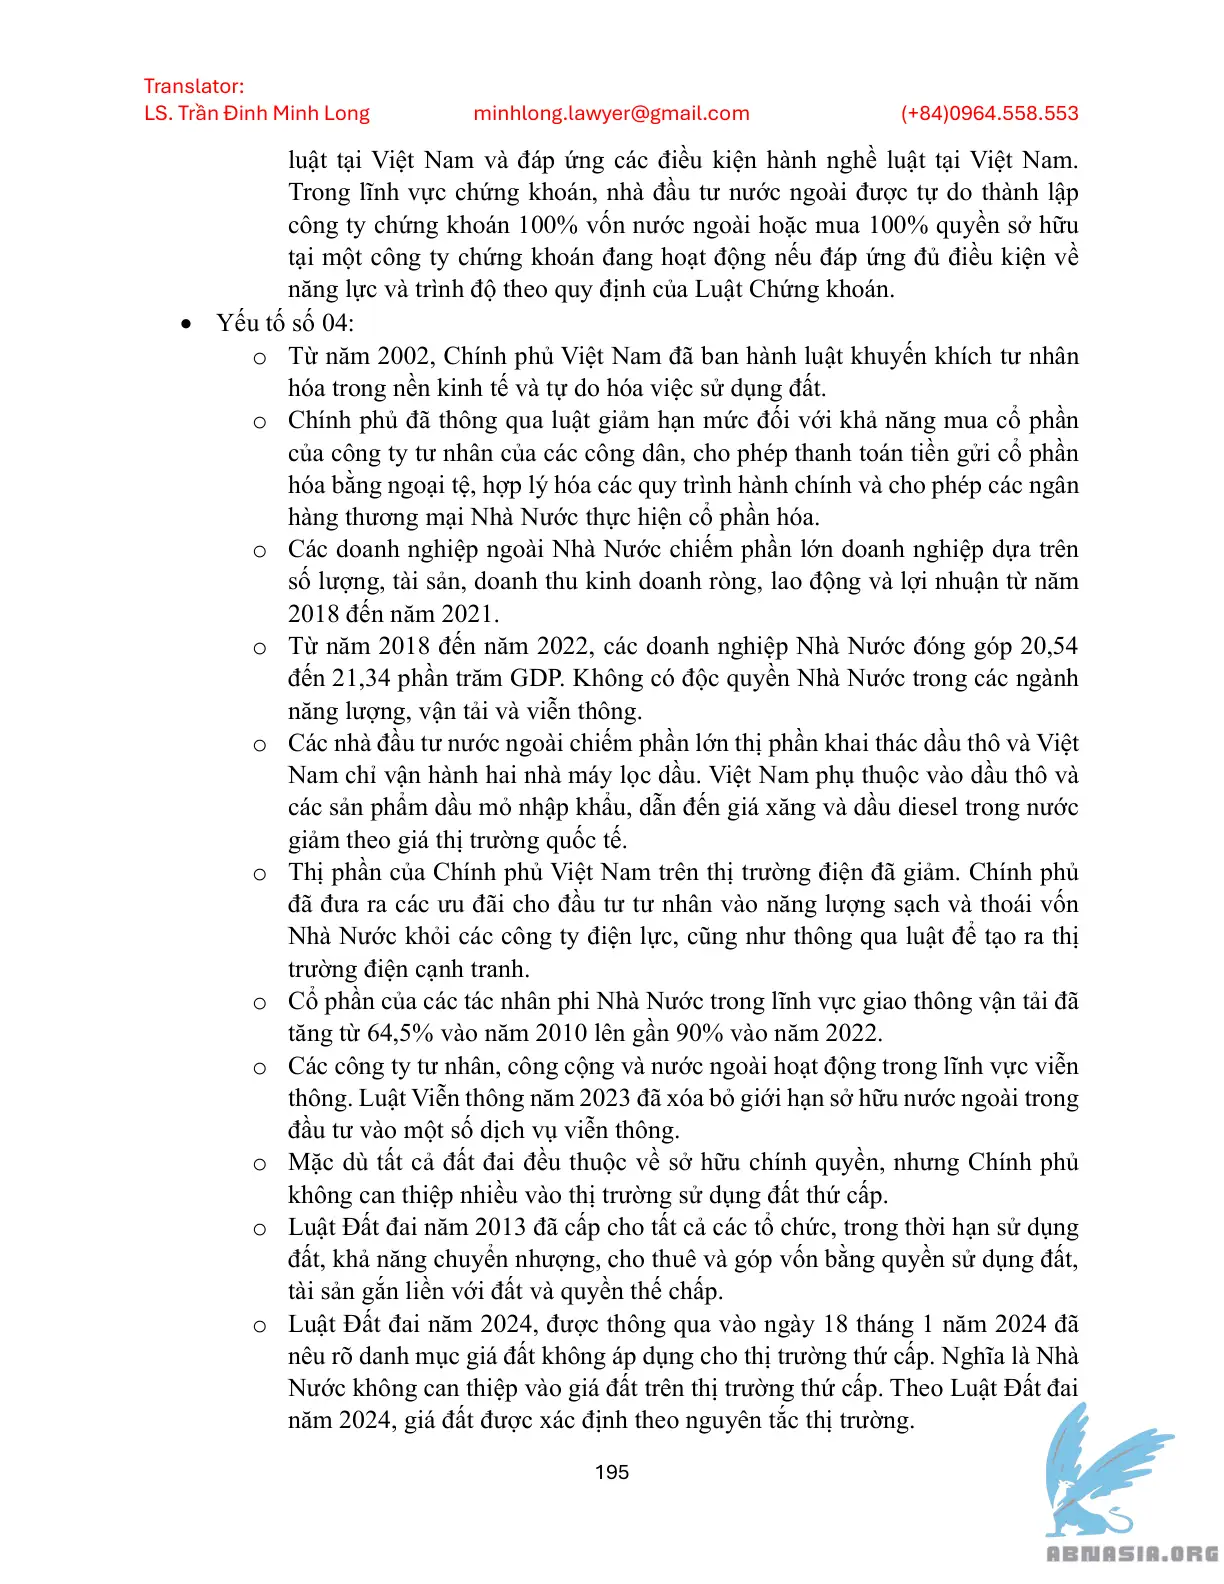 Translator:
LS. Trần Đinh Minh Long minhlong.lawyer@gmail.com (+84)0964.558.553
luật tại Việt Nam và đáp ứng các điều kiện hành nghề luật tại Việt Nam.
Trong lĩnh vực chứng khoán, nhà đầu tư nước ngoài được tự do thành lập
công ty chứng khoán 100% vốn nước ngoài hoặc mua 100% quyền sở hữu
tại một công ty chứng khoán đang hoạt động nếu đáp ứng đủ điều kiện về
năng lực và trình độ theo quy định của Luật Chứng khoán.
• Yếu tố số 04:
o Từ năm 2002, Chính phủ Việt Nam đã ban hành luật khuyến khích tư nhân
hóa trong nền kinh tế và tự do hóa việc sử dụng đất.
o Chính phủ đã thông qua luật giảm hạn mức đối với khả năng mua cổ phần
của công ty tư nhân của các công dân, cho phép thanh toán tiền gửi cổ phần
hóa bằng ngoại tệ, hợp lý hóa các quy trình hành chính và cho phép các ngân
hàng thương mại Nhà Nước thực hiện cổ phần hóa.
o Các doanh nghiệp ngoài Nhà Nước chiếm phần lớn doanh nghiệp dựa trên
số lượng, tài sản, doanh thu kinh doanh ròng, lao động và lợi nhuận từ năm
2018 đến năm 2021.
o Từ năm 2018 đến năm 2022, các doanh nghiệp Nhà Nước đóng góp 20,54
đến 21,34 phần trăm GDP. Không có độc quyền Nhà Nước trong các ngành
năng lượng, vận tải và viễn thông.
o Các nhà đầu tư nước ngoài chiếm phần lớn thị phần khai thác dầu thô và Việt
Nam chỉ vận hành hai nhà máy lọc dầu. Việt Nam phụ thuộc vào dầu thô và
các sản phẩm dầu mỏ nhập khẩu, dẫn đến giá xăng và dầu diesel trong nước
giảm theo giá thị trường quốc tế.
o Thị phần của Chính phủ Việt Nam trên thị trường điện đã giảm. Chính phủ
đã đưa ra các ưu đãi cho đầu tư tư nhân vào năng lượng sạch và thoái vốn
Nhà Nước khỏi các công ty điện lực, cũng như thông qua luật để tạo ra thị
trường điện cạnh tranh.
o Cổ phần của các tác nhân phi Nhà Nước trong lĩnh vực giao thông vận tải đã
tăng từ 64,5% vào năm 2010 lên gần 90% vào năm 2022.
o Các công ty tư nhân, công cộng và nước ngoài hoạt động trong lĩnh vực viễn
thông. Luật Viễn thông năm 2023 đã xóa bỏ giới hạn sở hữu nước ngoài trong
đầu tư vào một số dịch vụ viễn thông.
o Mặc dù tất cả đất đai đều thuộc về sở hữu chính quyền, nhưng Chính phủ
không can thiệp nhiều vào thị trường sử dụng đất thứ cấp.
o Luật Đất đai năm 2013 đã cấp cho tất cả các tổ chức, trong thời hạn sử dụng
đất, khả năng chuyển nhượng, cho thuê và góp vốn bằng quyền sử dụng đất,
tài sản gắn liền với đất và quyền thế chấp.
o Luật Đất đai năm 2024, được thông qua vào ngày 18 tháng 1 năm 2024 đã
nêu rõ danh mục giá đất không áp dụng cho thị trường thứ cấp. Nghĩa là Nhà
Nước không can thiệp vào giá đất trên thị trường thứ cấp. Theo Luật Đất đai
năm 2024, giá đất được xác định theo nguyên tắc thị trường.
195
ABNASIA.ORG